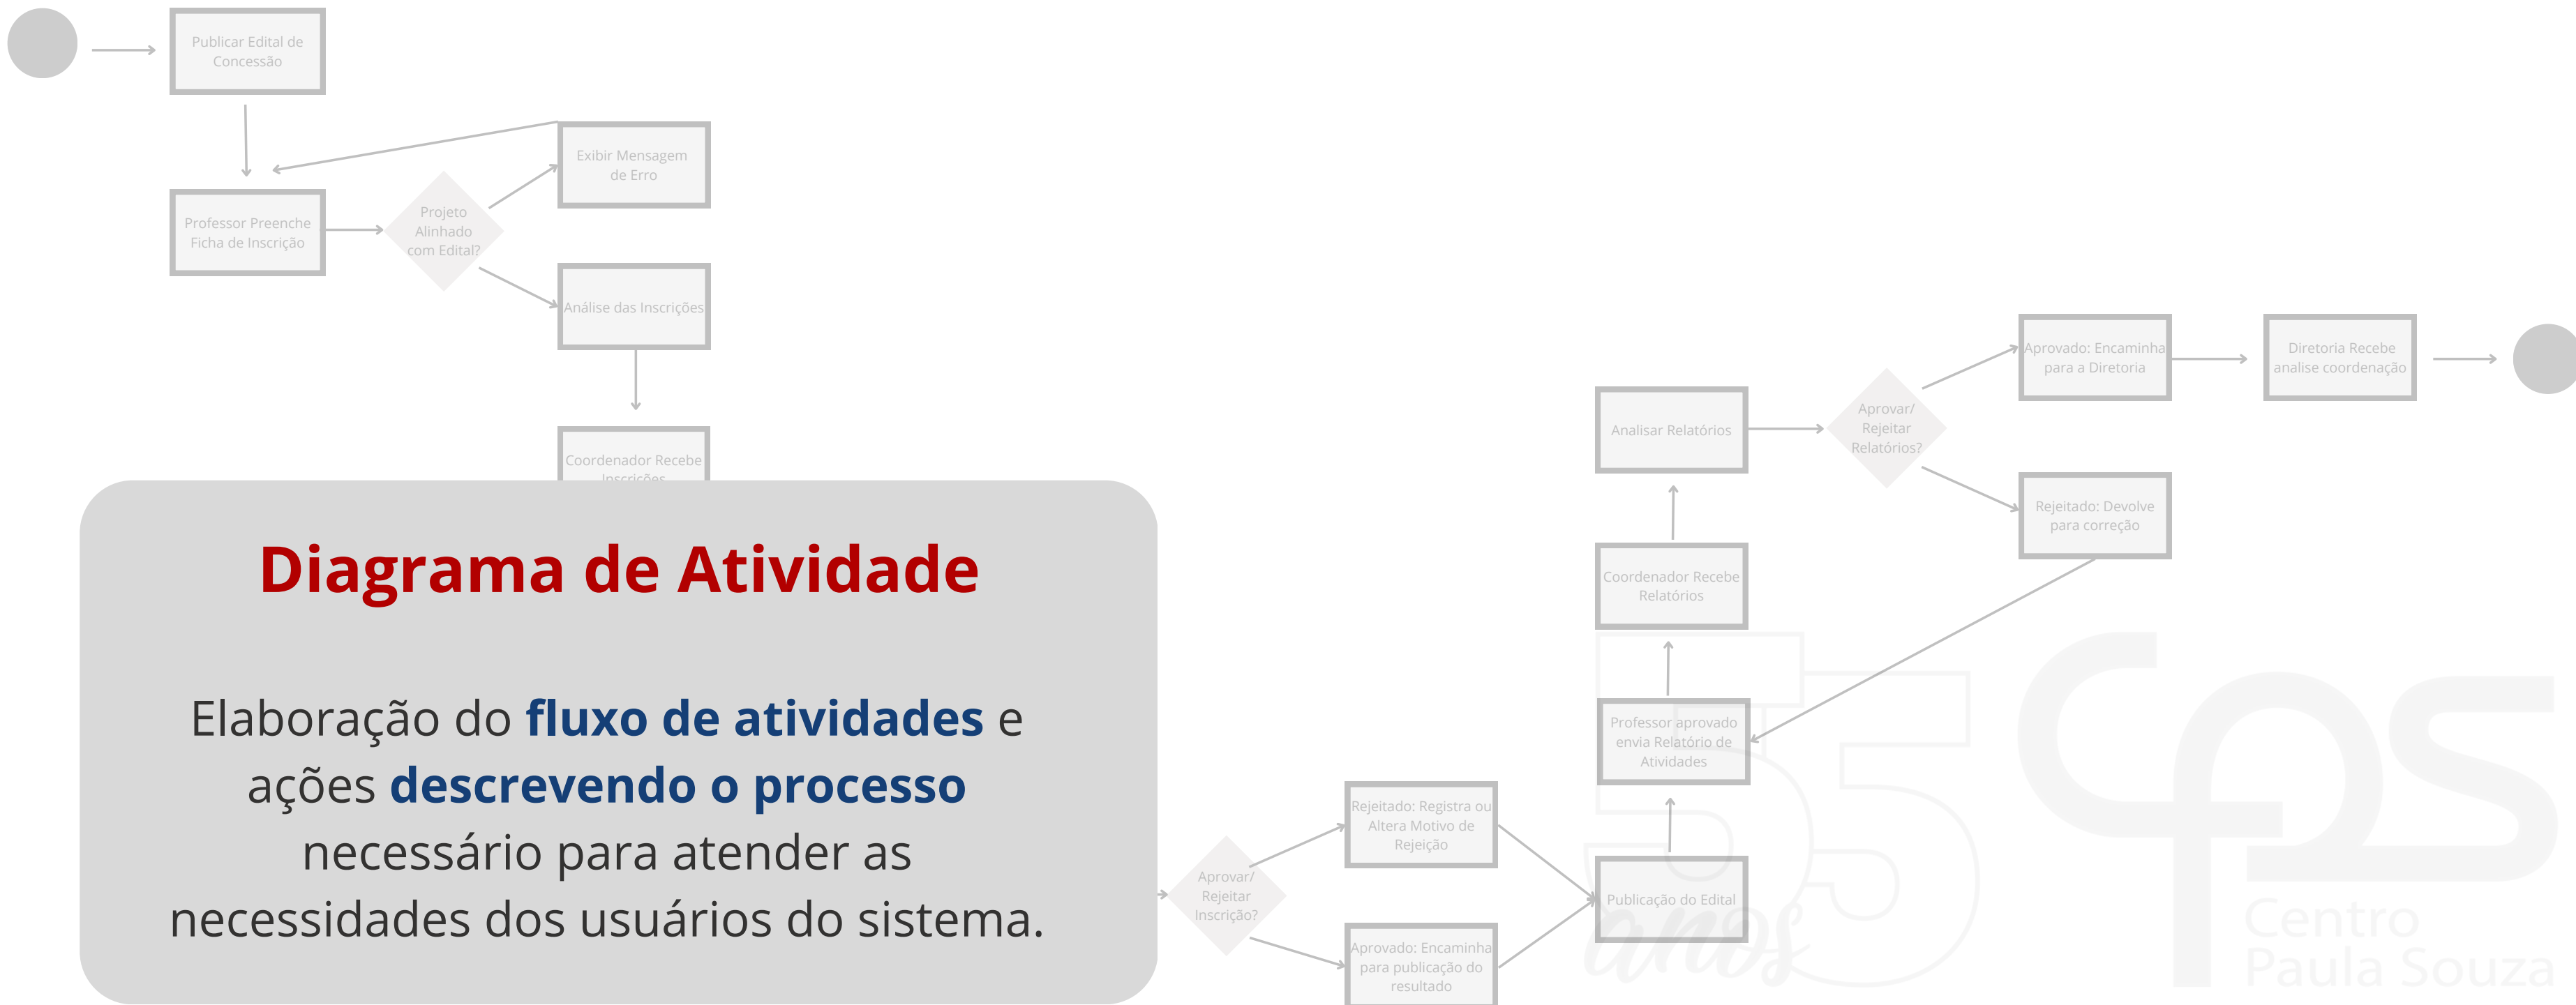 Publicar Edital de
Concessão
Exibir Mensagem
de Erro
Professor Preenche
Ficha de Inscrição
Projeto
Alinhado
com Edital?
Análise das Inscrições
Coordenador Recebe
Inscrições
Diagrama de Atividade
Elaboração do fluxo de atividades e
ações descrevendo o processo
necessário para atender as
necessidades dos usuários do sistema.
Aprovar/
Rejeitar
Inscrição?
Rejeitado: Registra ou
Altera Motivo de
Rejeição
Aprovado: Encaminha
para publicação do
resultado
Publicação do Edital
Professor aprovado
envia Relatório de
Atividades
Coordenador Recebe
Relatórios
Analisar Relatórios
Aprovar/
Rejeitar
Relatórios?
Aprovado: Encaminha
para a Diretoria
Rejeitado: Devolve
para correção
Diretoria Recebe
analise coordenação
55
anos
cps
Centro
Paula Souza